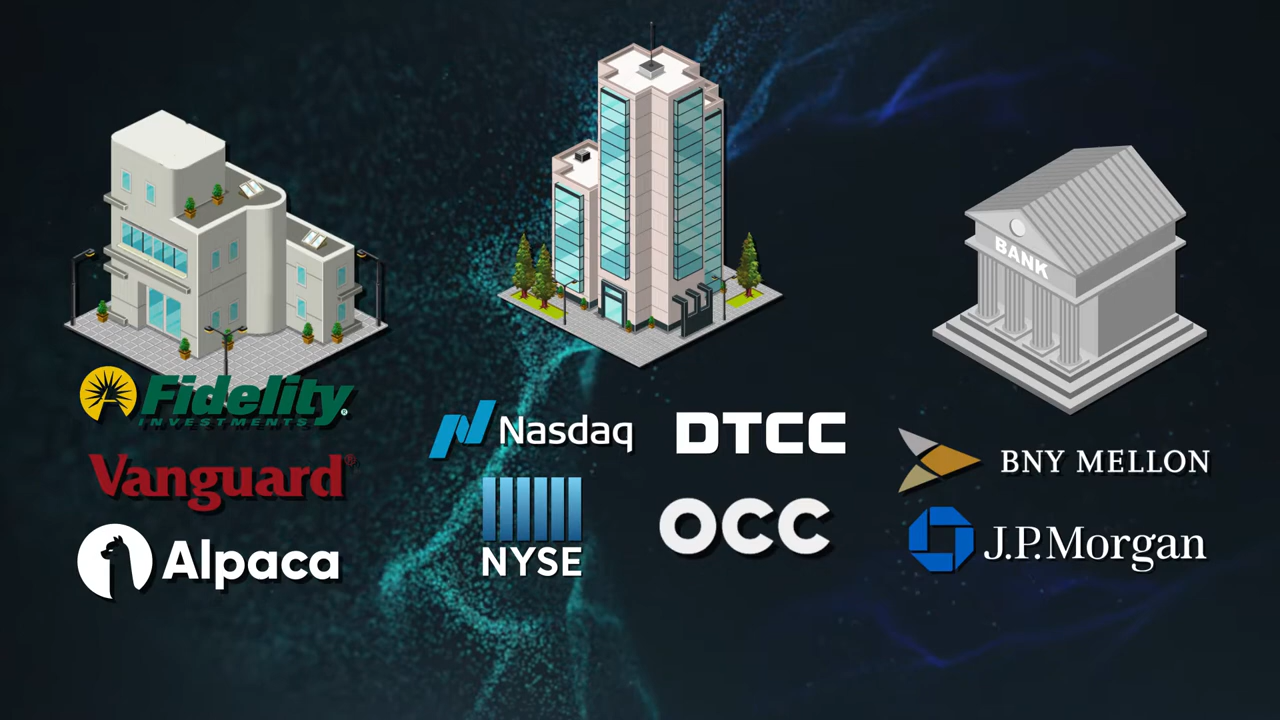 BANK
Fidelity
INVESTMENTS
Vanguard®
Alpaca
Nasdaq
NYSE
DTCC
OCC
BNY MELLON
J.P.Morgan